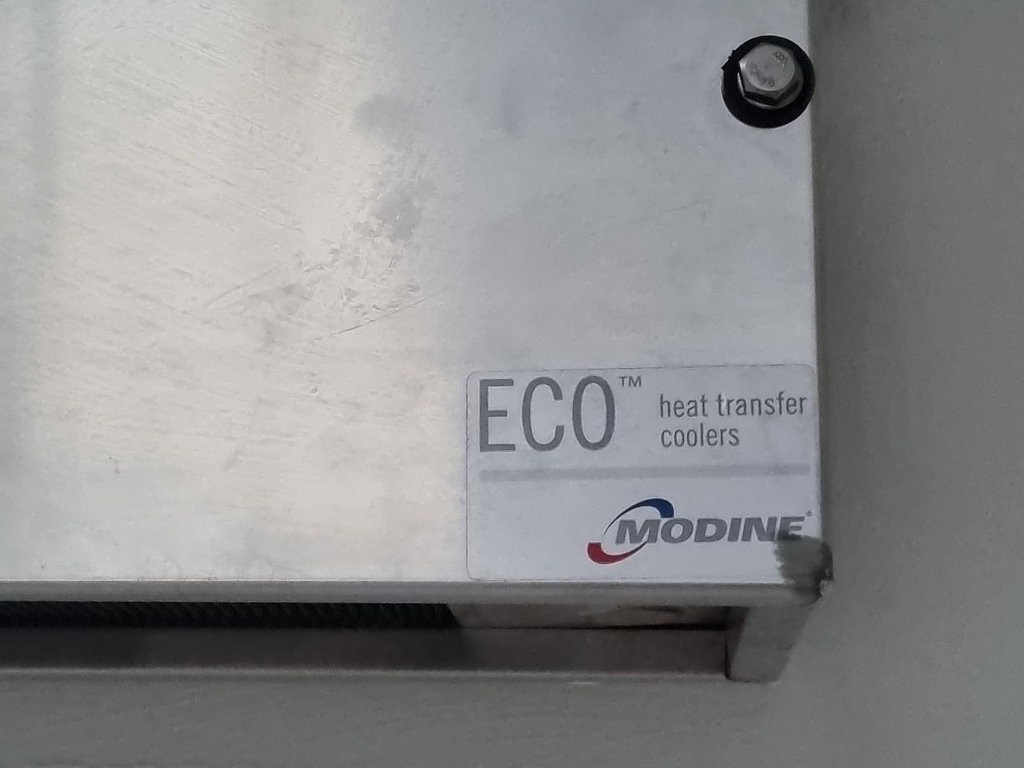 ECO™
heat transfer
coolers
MODINE®